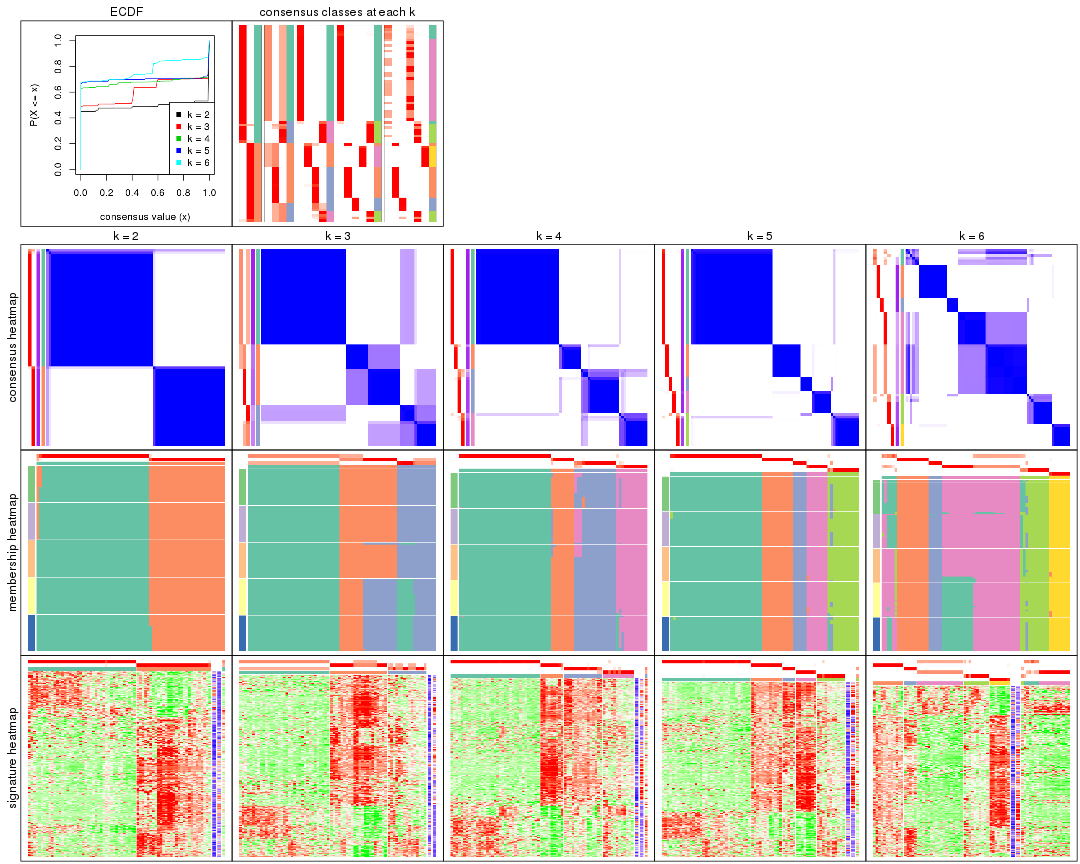 ECDF
consensus classes at each k
P(X <= x)
0.0 0.2 0.4 0.6 0.8 1.0
k = 2
k = 3
k = 4
k = 5
k = 6
0.0 0.2 0.4 0.6 0.8 1.0
consensus value (x)
k = 2
k = 3
k = 4
k = 5
k = 6
consensus heatmap
membership heatmap
signature heatmap